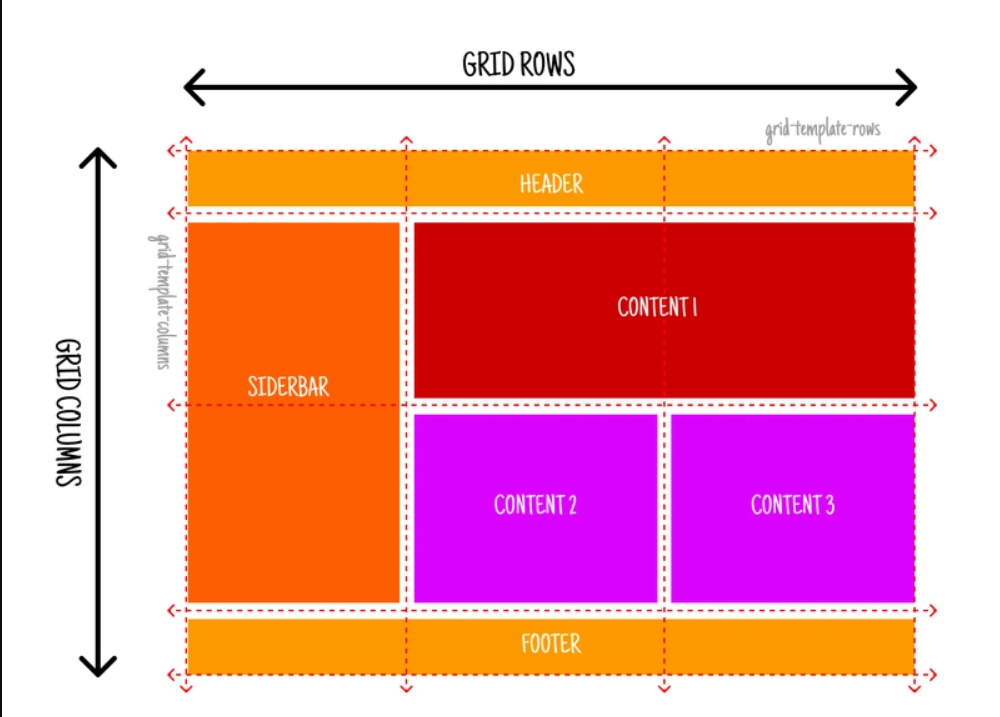 GRID ROWS
grid-template-rows
HEADER
grid-template-columns
GRID COLUMNS
SIDERBAR
CONTENT 1
CONTENT 2
CONTENT 3
FOOTER